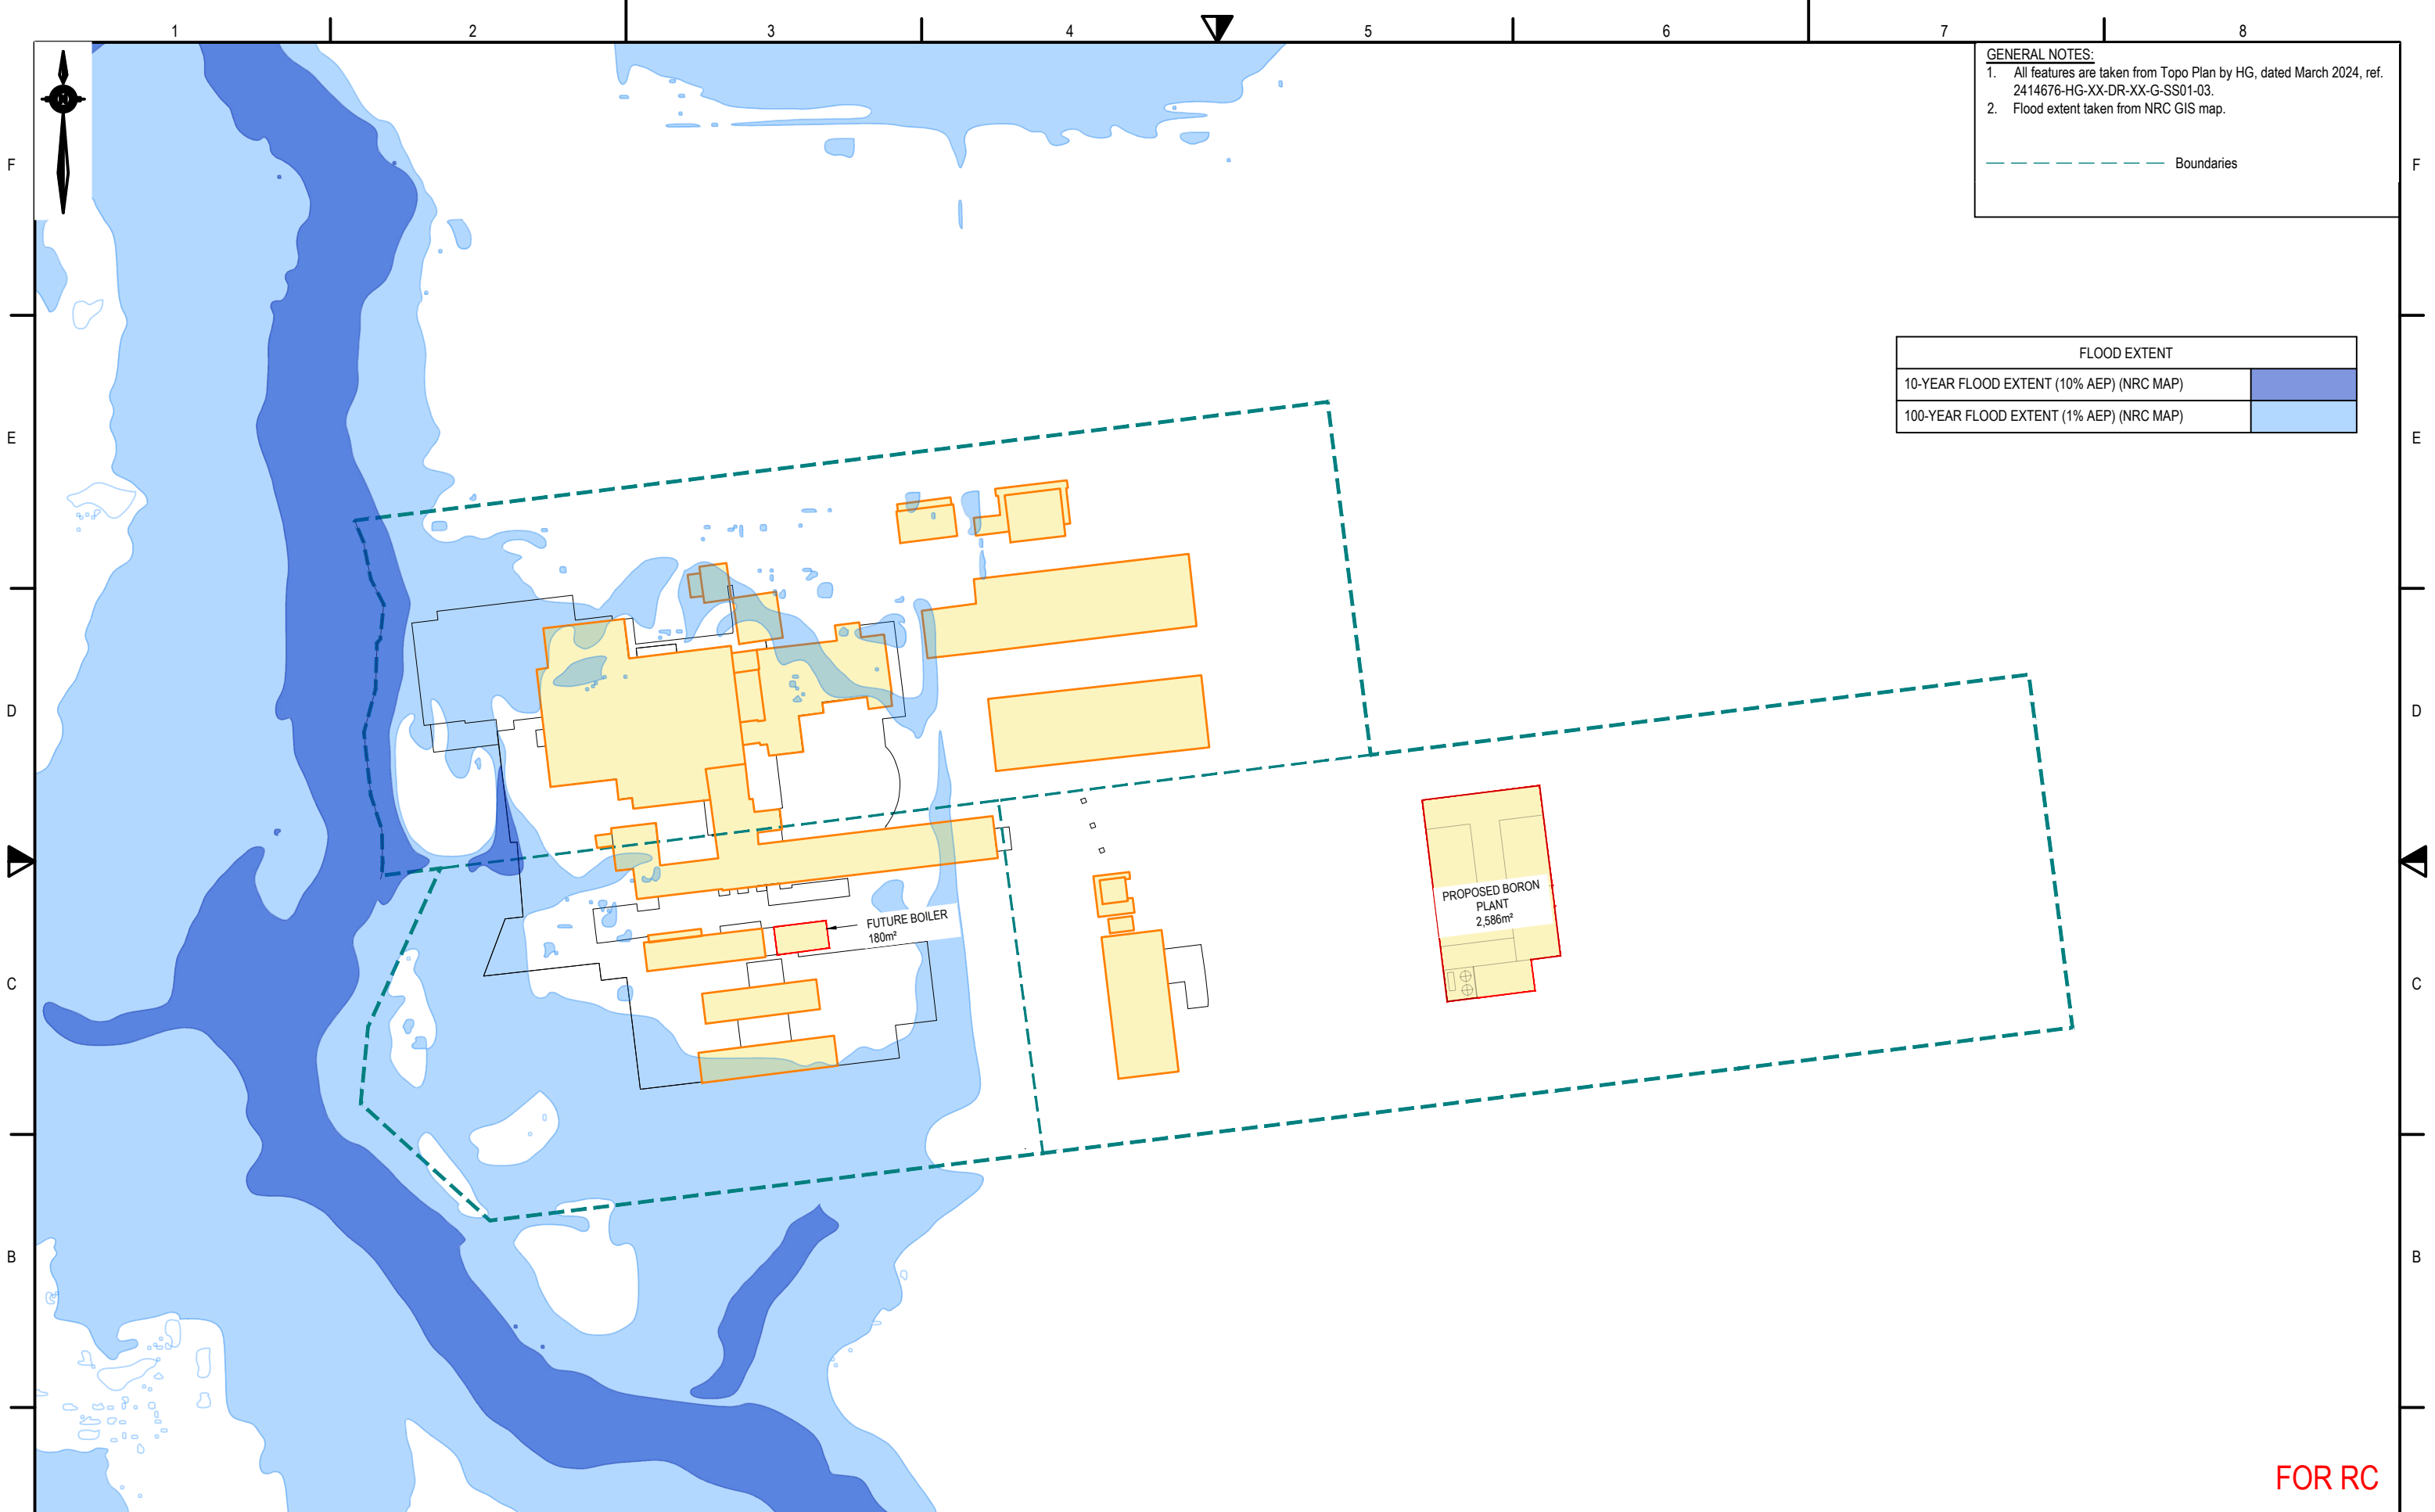 1 2 3 4 5 6 7 8
GENERAL NOTES:
1. All features are taken from Topo Plan by HG, dated March 2024, ref.
2414676-HG-XX-DR-XX-G-SS01-03.
2. Flood extent taken from NRC GIS map.
Boundaries
F F
FLOOD EXTENT
10-YEAR FLOOD EXTENT (10% AEP) (NRC MAP)
100-YEAR FLOOD EXTENT (1% AEP) (NRC MAP)
E E
D D
PROPOSED BORON
PLANT
2,586m²
FUTURE BOILER
180m²
C C
B B
FOR RC